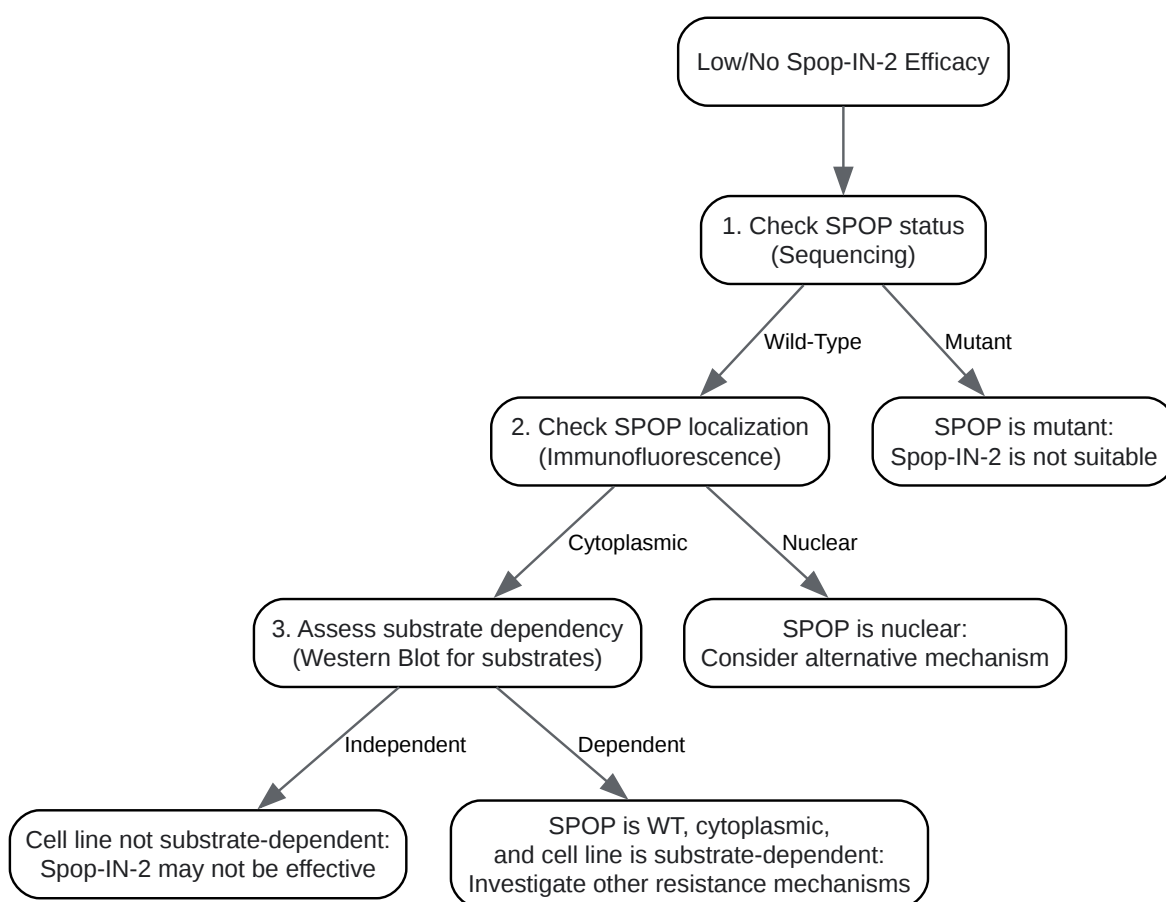 Low/No Spop-IN-2 Efficacy
1. Check SPOP status
(Sequencing)
Wild-Type
Mutant
2. Check SPOP localization
(Immunofluorescence)
SPOP is mutant:
Spop-IN-2 is not suitable
Cytoplasmic
Nuclear
3. Assess substrate dependency
(Western Blot for substrates)
SPOP is nuclear:
Consider alternative mechanism
Independent
Dependent
Cell line not substrate-dependent:
Spop-IN-2 may not be effective
SPOP is WT, cytoplasmic,
and cell line is substrate-dependent:
Investigate other resistance mechanisms